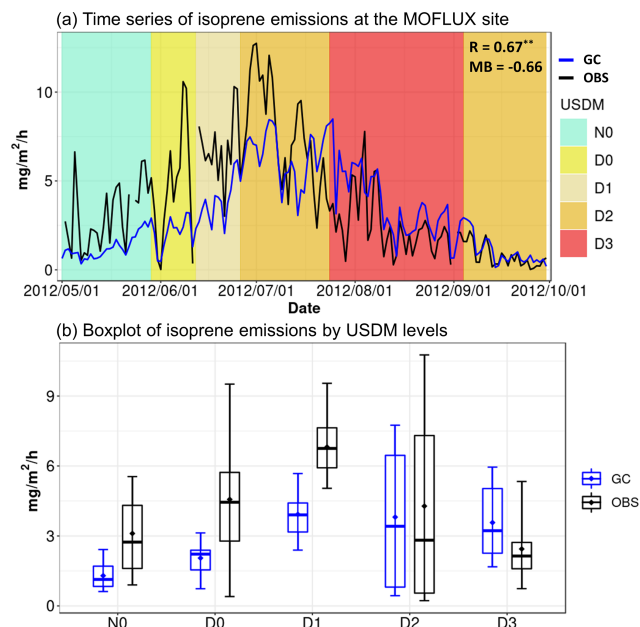 (a) Time series of isoprene emissions at the MOFLUX site
R = 0.67**
MB = -0.66
10
5
0
mg/m²/h
2012/05/01 2012/06/01 2012/07/01 2012/08/01 2012/09/01 2012/10/01
Date
GC
OBS
USDM
N0
D0
D1
D2
D3
(b) Boxplot of isoprene emissions by USDM levels
9
6
3
0
mg/m²/h
N0 D0 D1 D2 D3
GC
OBS